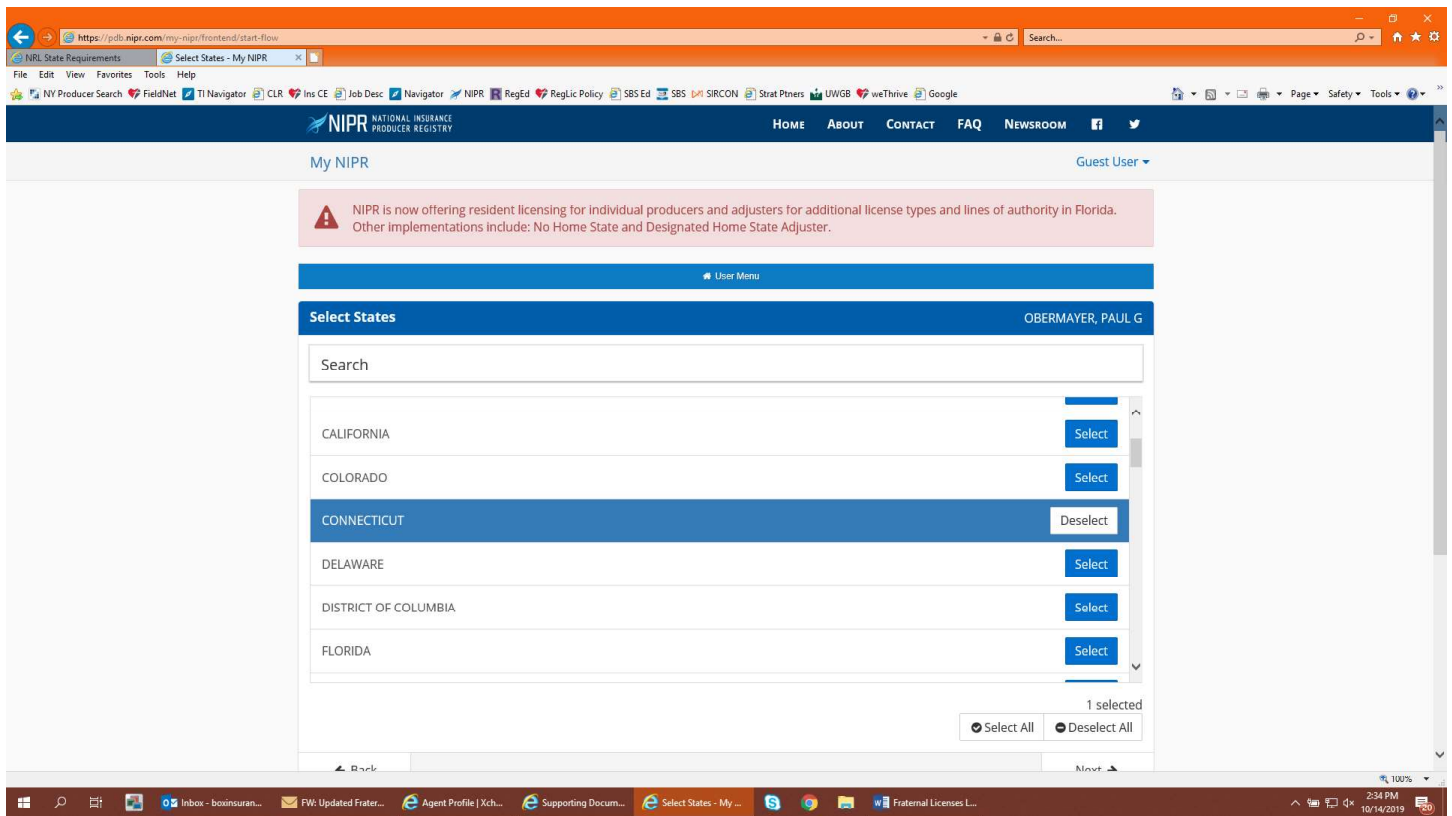 https://pdb.nipr.com/my-nipr/frontend/start-flow
Search...
NRL State Requirements
Select States - My NIPR
File Edit View Favorites Tools Help
NY Producer Search FieldNet TI Navigator CLR Ins CE Job Desc Navigator NIPR RegEd RegLic Policy SBS Ed SBS SIRCON Strat Ptners UWGB weThrive Google
Page Safety Tools
NIPR NATIONAL INSURANCE PRODUCER REGISTRY
HOME ABOUT CONTACT FAQ NEWSROOM
My NIPR
Guest User
NIPR is now offering resident licensing for individual producers and adjusters for additional license types and lines of authority in Florida.
Other implementations include: No Home State and Designated Home State Adjuster.
User Menu
Select States
OBERMAYER, PAUL G
Search
CALIFORNIA Select
COLORADO Select
CONNECTICUT Deselect
DELAWARE Select
DISTRICT OF COLUMBIA Select
FLORIDA Select
1 selected
Select All Deselect All
Back Next
100%
Inbox - boxinsuran... FW: Updated Frater... Agent Profile | Xch... Supporting Docum... Select States - My ... Fraternal Licenses L...
2:34 PM
10/14/2019
20